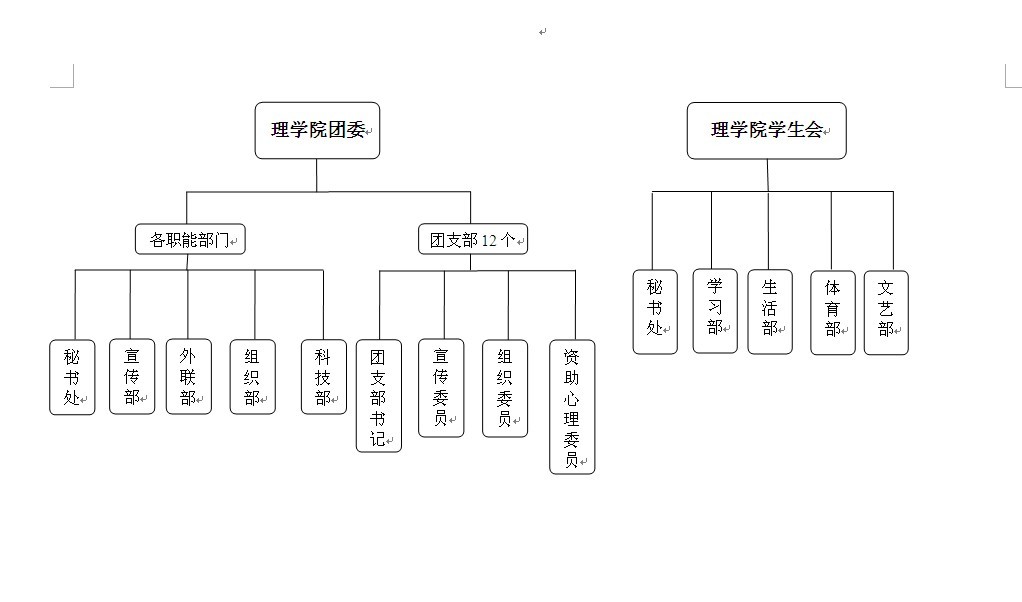 理学院团委
理学院学生会
各职能部门
团支部 12 个
秘书处
宣传部
外联部
组织部
科技部
团支部书记
宣传委员
组织委员
资助心理委员
秘书处
学习部
生活部
体育部
文艺部